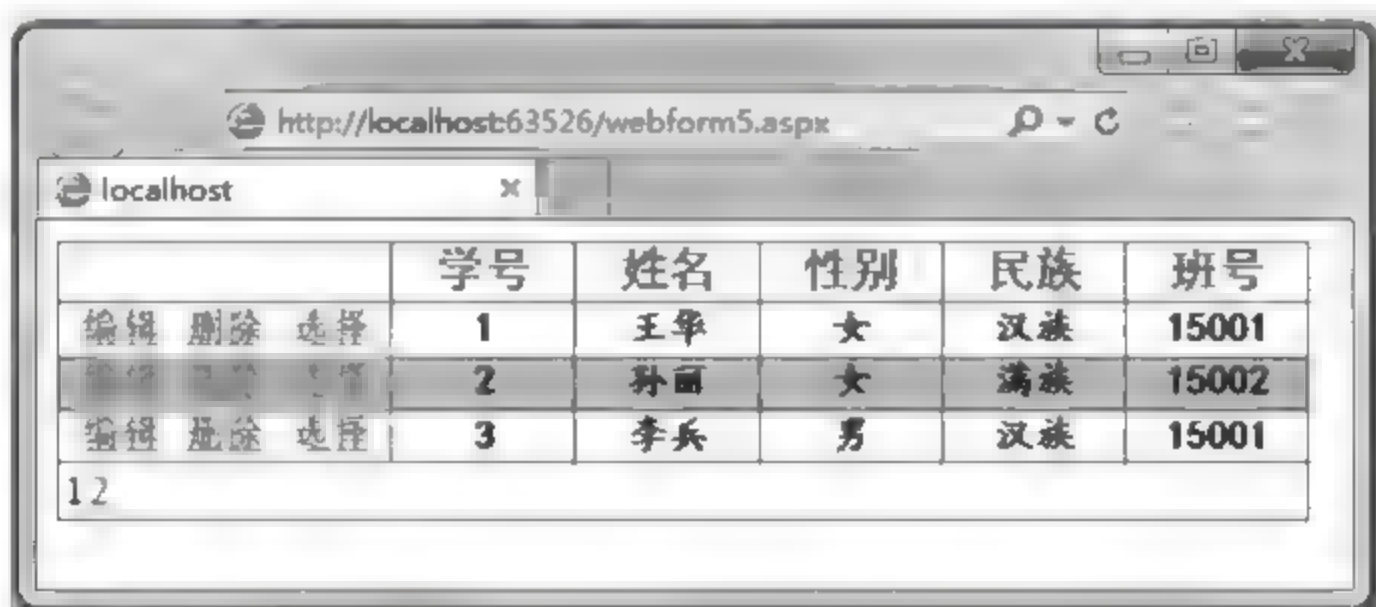 http://localhost:63526/webform5.aspx
localhost
学号 姓名 性别 民族 班号
编辑 删除 选择 1 王华 女 汉族 15001
2 孙丽 女 满族 15002
编辑 删除 选择 3 李兵 男 汉族 15001
1 2